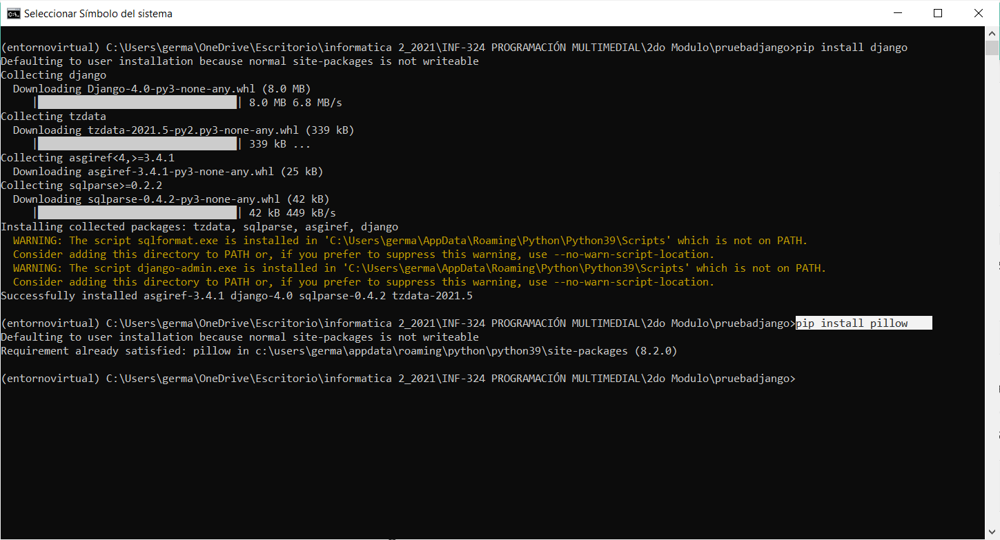 Seleccionar Símbolo del sistema
(entornovirtual) C:\Users\germa\OneDrive\Escritorio\informatica 2_2021\INF-324 PROGRAMACIÓN MULTIMEDIAL\2do Modulo\pruebadjango>pip install django
Defaulting to user installation because normal site-packages is not writeable
Collecting django
  Downloading Django-4.0-py3-none-any.whl (8.0 MB)
     |████████████████████████████████| 8.0 MB 6.8 MB/s
Collecting tzdata
  Downloading tzdata-2021.5-py2.py3-none-any.whl (339 kB)
     |████████████████████████████████| 339 kB ...
Collecting asgiref<4,>=3.4.1
  Downloading asgiref-3.4.1-py3-none-any.whl (25 kB)
Collecting sqlparse>=0.2.2
  Downloading sqlparse-0.4.2-py3-none-any.whl (42 kB)
     |████████████████████████████████| 42 kB 449 kB/s
Installing collected packages: tzdata, sqlparse, asgiref, django
  WARNING: The script sqlformat.exe is installed in 'C:\Users\germa\AppData\Roaming\Python\Python39\Scripts' which is not on PATH.
  Consider adding this directory to PATH or, if you prefer to suppress this warning, use --no-warn-script-location.
  WARNING: The script django-admin.exe is installed in 'C:\Users\germa\AppData\Roaming\Python\Python39\Scripts' which is not on PATH.
  Consider adding this directory to PATH or, if you prefer to suppress this warning, use --no-warn-script-location.
Successfully installed asgiref-3.4.1 django-4.0 sqlparse-0.4.2 tzdata-2021.5
(entornovirtual) C:\Users\germa\OneDrive\Escritorio\informatica 2_2021\INF-324 PROGRAMACIÓN MULTIMEDIAL\2do Modulo\pruebadjango>pip install pillow
Defaulting to user installation because normal site-packages is not writeable
Requirement already satisfied: pillow in c:\users\germa\appdata\roaming\python\python39\site-packages (8.2.0)
(entornovirtual) C:\Users\germa\OneDrive\Escritorio\informatica 2_2021\INF-324 PROGRAMACIÓN MULTIMEDIAL\2do Modulo\pruebadjango>